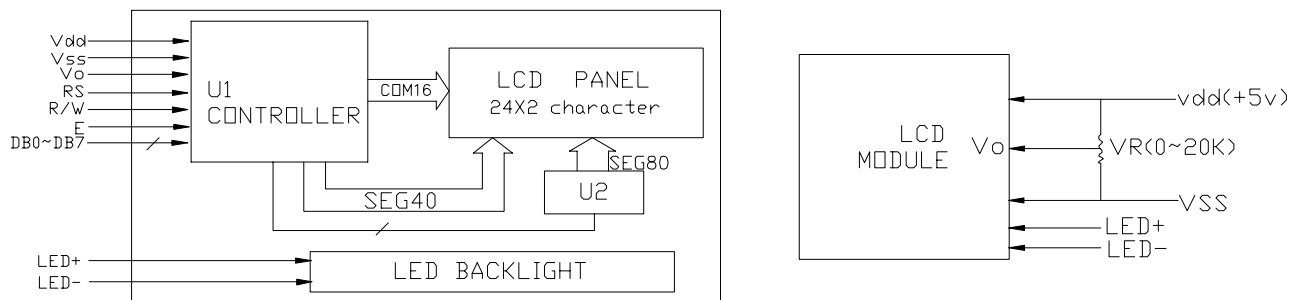 Vdd
Vss
Vo
RS
R/W
E
DB0~DB7
U1
CONTROLLER
COM16
LCD PANEL
24X2 character
SEG40
SEG80
U2
LED+
LED-
LED BACKLIGHT
LCD
MODULE
Vo
vdd(+5v)
VR(0~20K)
VSS
LED+
LED-